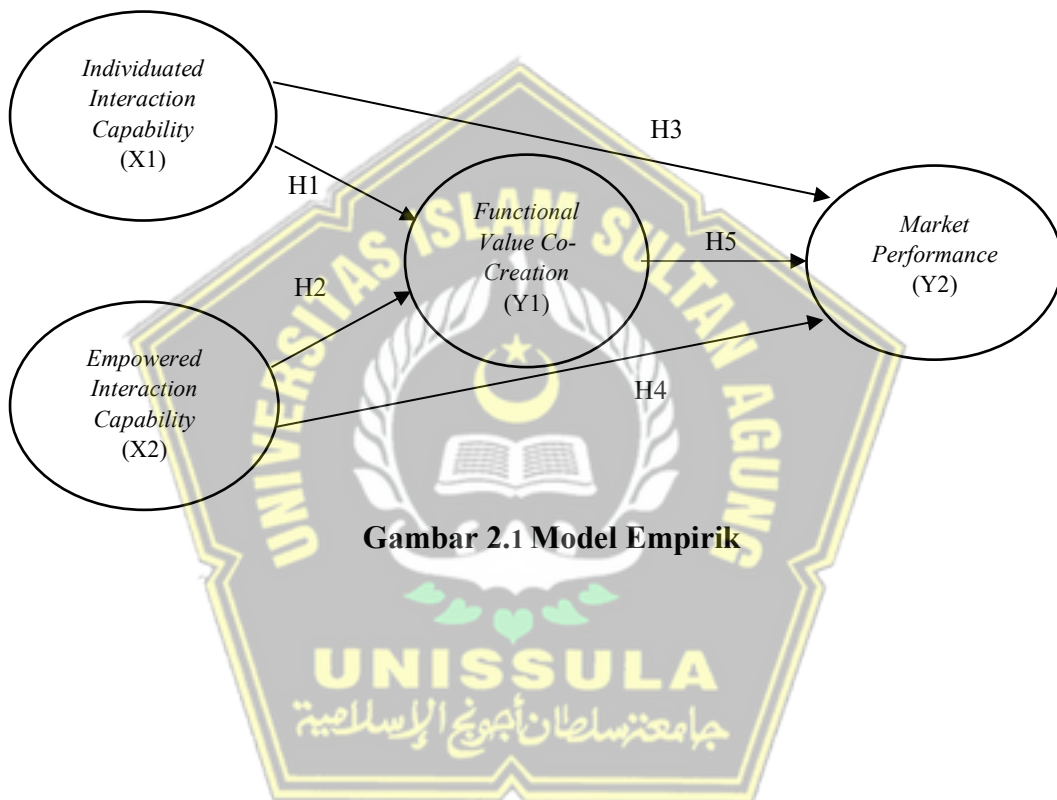 Individuated
Interaction
Capability
(X1)
H3
H1
Functional
Value Co-
Creation
(Y1)
H5
Market
Performance
(Y2)
H2
Empowered
Interaction
Capability
(X2)
H4
UNIVERSITAS ISLAM SULTAN AGUNG
Gambar 2.1 Model Empirik
UNISSULA
جامعة سلطان أجونج الإسلامية